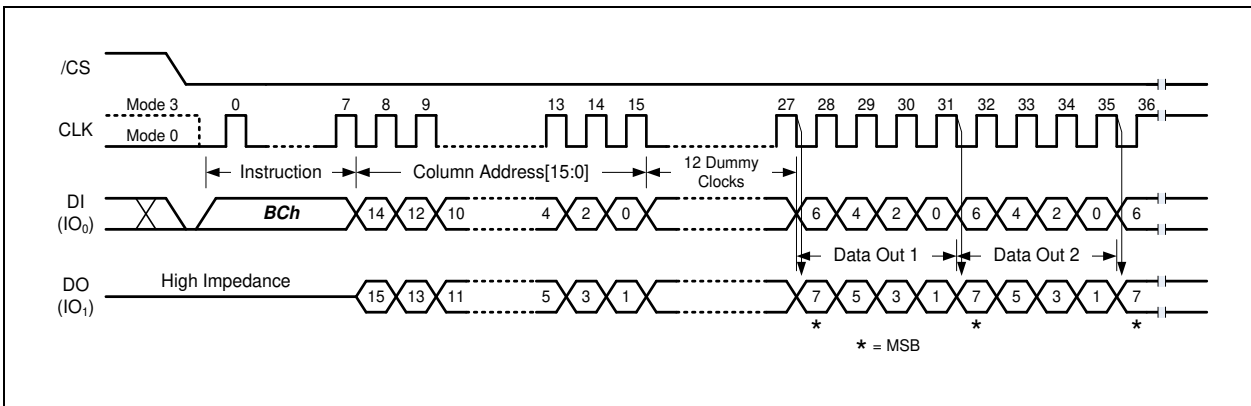 /CS
Mode 3 0 7 8 9 13 14 15 27 28 29 30 31 32 33 34 35 36
CLK
Mode 0
12 Dummy
Clocks
Instruction Column Address[15:0]
DI
(IO0)
BCh 14 12 10 4 2 0 6 4 2 0 6 4 2 0 6
Data Out 1 Data Out 2
High Impedance
DO
(IO1)
15 13 11 5 3 1 7 5 3 1 7 5 3 1 7
* * *
* = MSB